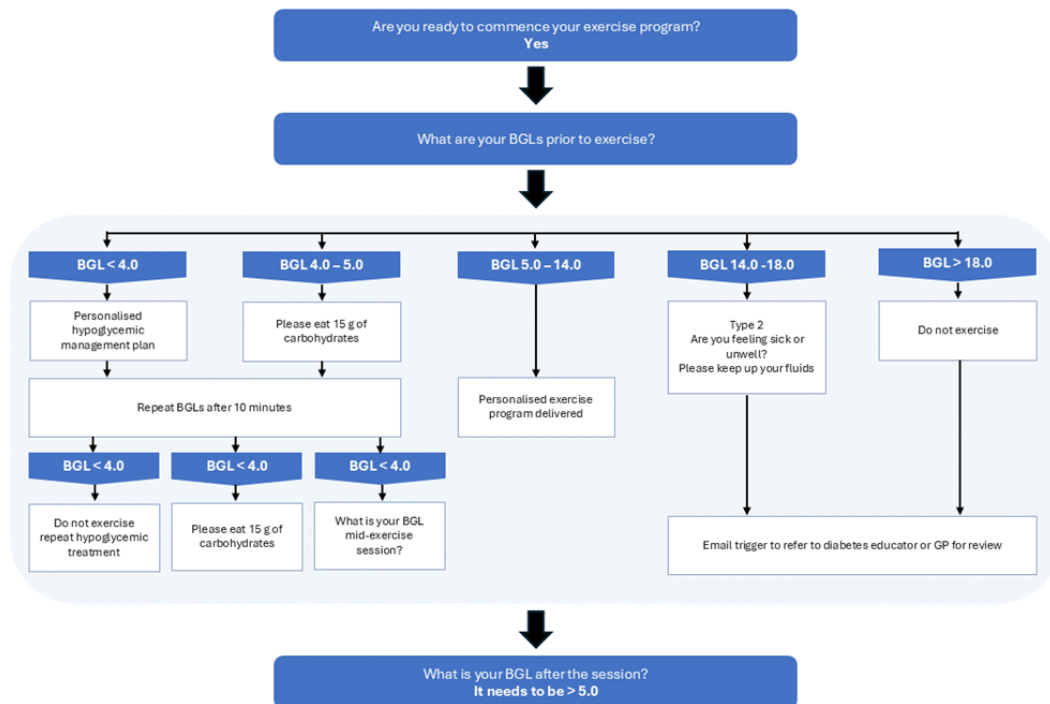 Are you ready to commence your exercise program?
Yes
What are your BGLs prior to exercise?
BGL < 4.0
BGL 4.0 – 5.0
BGL 5.0 – 14.0
BGL 14.0 -18.0
BGL > 18.0
Personalised
hypoglycemic
management plan
Please eat 15 g of
carbohydrates
Type 2
Are you feeling sick or
unwell?
Please keep up your fluids
Do not exercise
Repeat BGLs after 10 minutes
Personalised exercise
program delivered
BGL < 4.0
BGL < 4.0
BGL < 4.0
Do not exercise
repeat hypoglycemic
treatment
Please eat 15 g of
carbohydrates
What is your BGL
mid-exercise
session?
Email trigger to refer to diabetes educator or GP for review
What is your BGL after the session?
It needs to be > 5.0